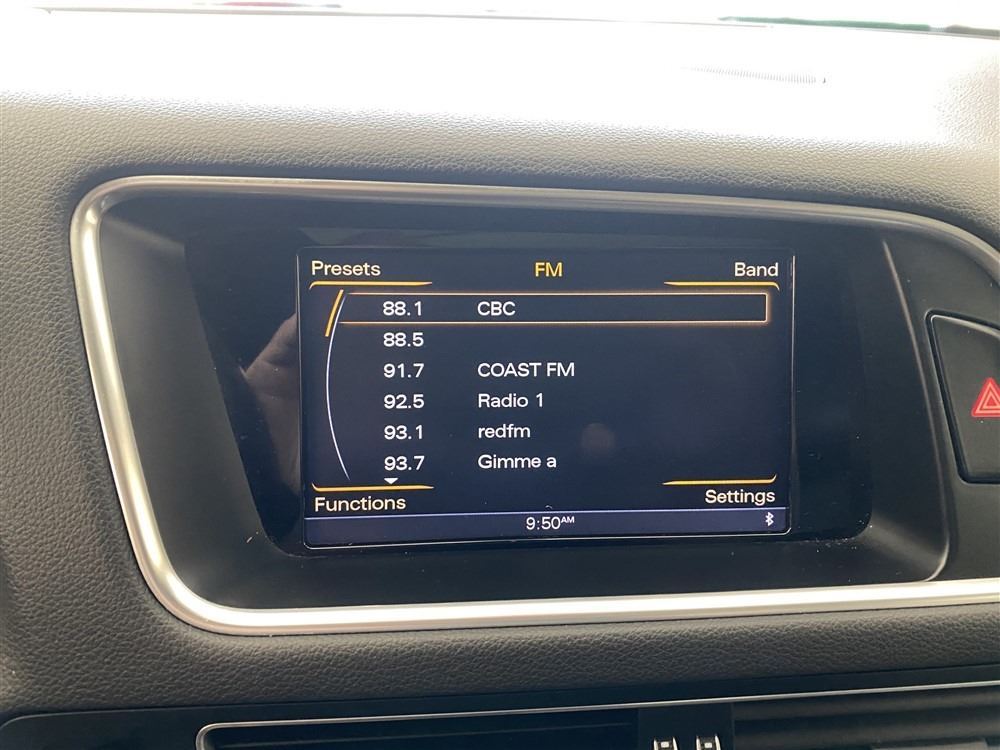 Presets FM Band
88.1 CBC
88.5
91.7 COAST FM
92.5 Radio 1
93.1 redfm
93.7 Gimme a
Functions Settings
9:50AM